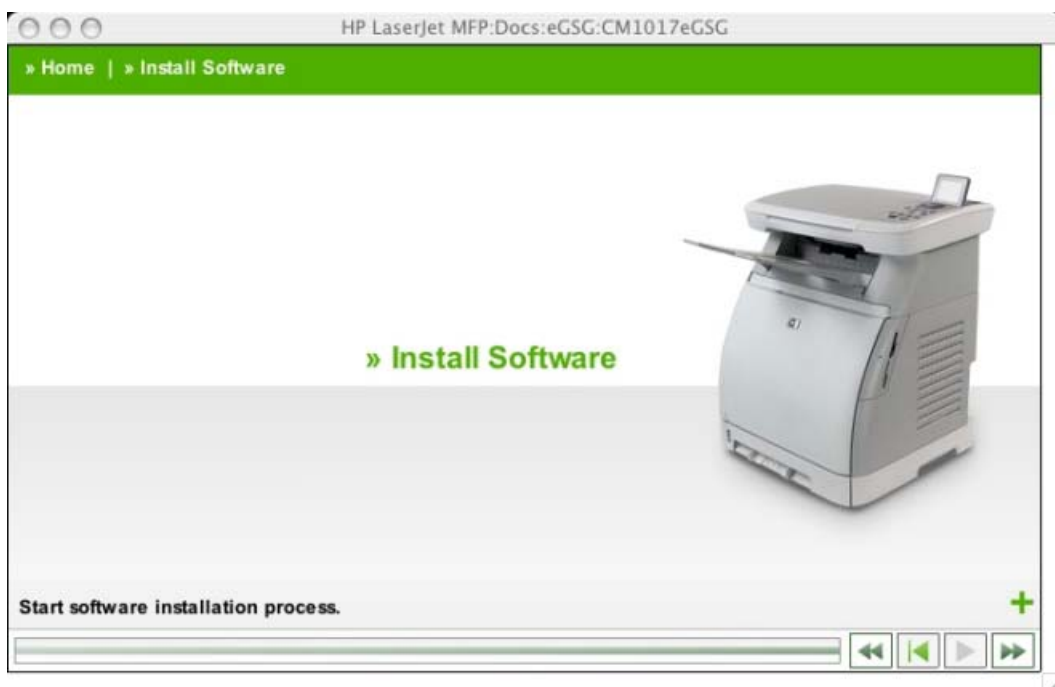 HP LaserJet MFP:Docs:eGSG:CM1017eGSG
» Home | » Install Software
» Install Software
Start software installation process.